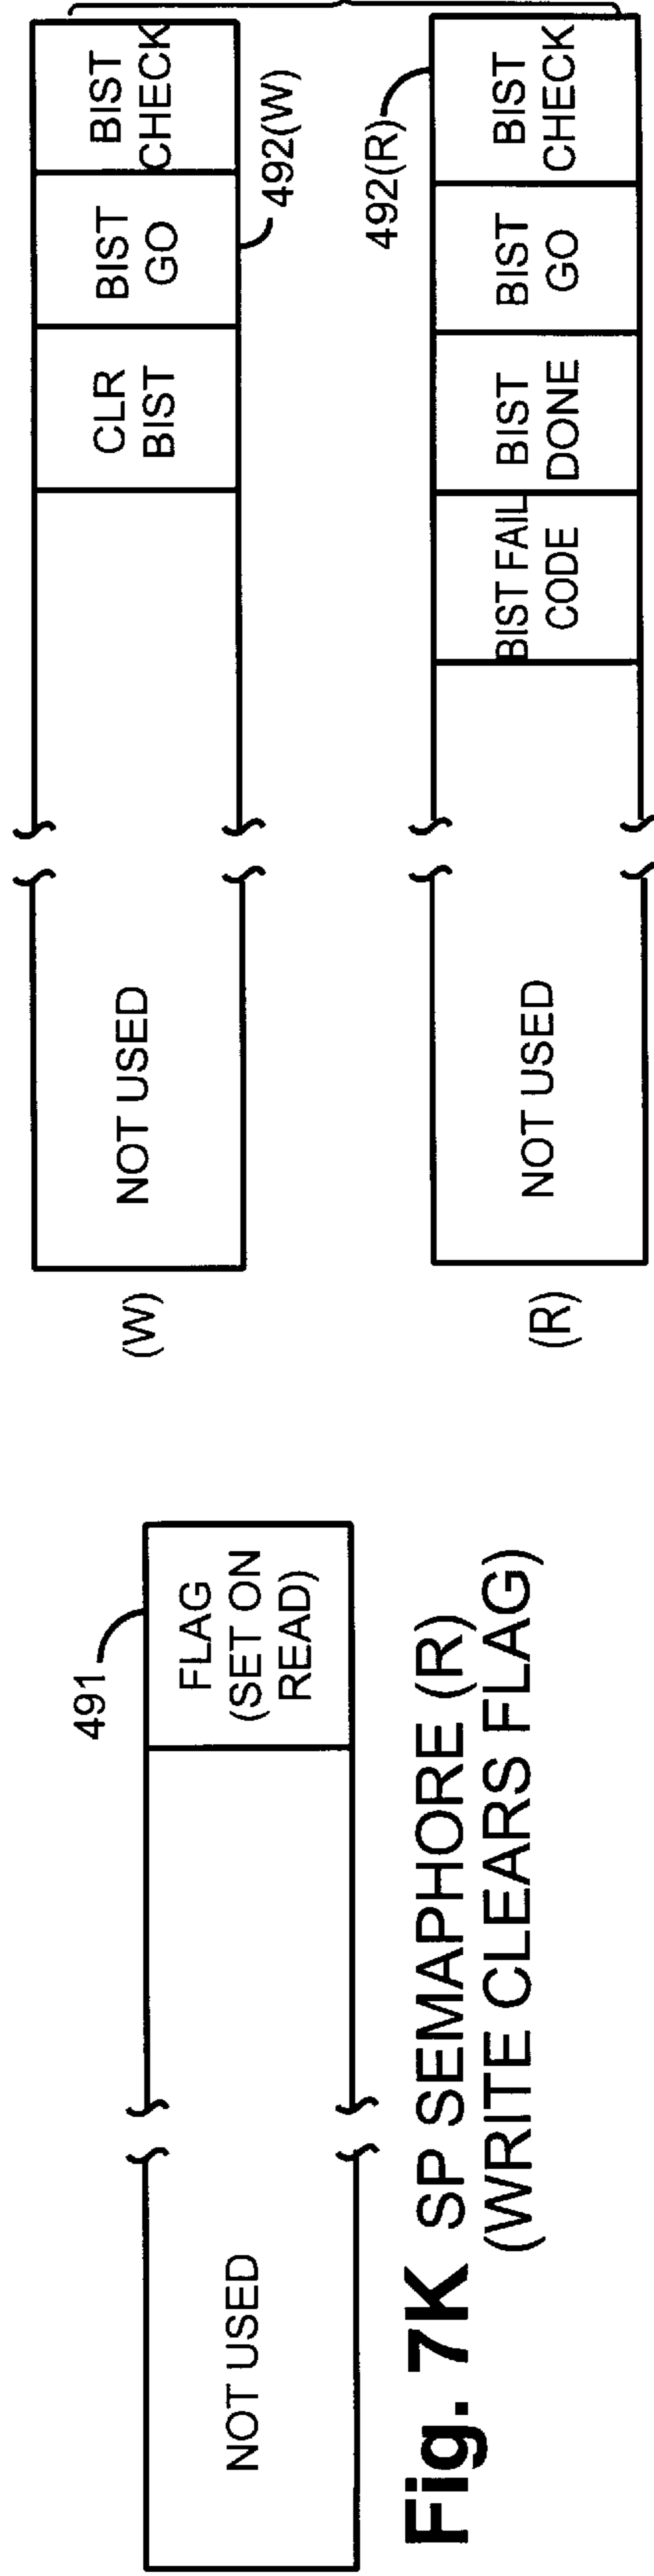 491
NOT USED
FLAG
(SET ON
READ)
Fig. 7K SP SEMAPHORE (R)
(WRITE CLEARS FLAG)
(W)
NOT USED
CLR
BIST
BIST
GO
BIST
CHECK
492(W)
492(R)
(R)
NOT USED
BIST FAIL
CODE
BIST
DONE
BIST
GO
BIST
CHECK